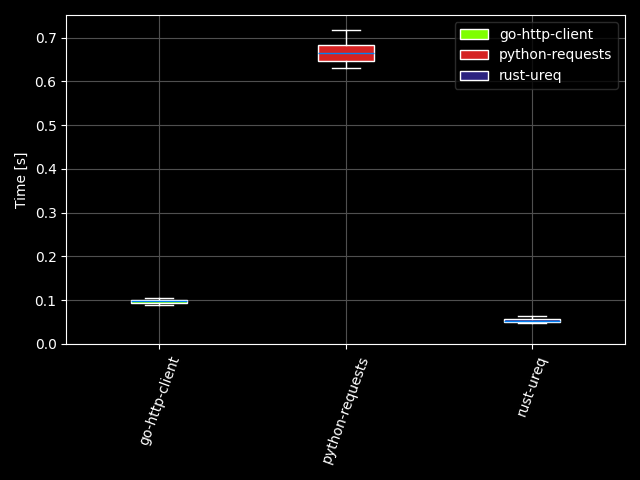 0.7
0.6
0.5
0.4
0.3
0.2
0.1
0.0
Time [s]
go-http-client
python-requests
rust-ureq
go-http-client
python-requests
rust-ureq